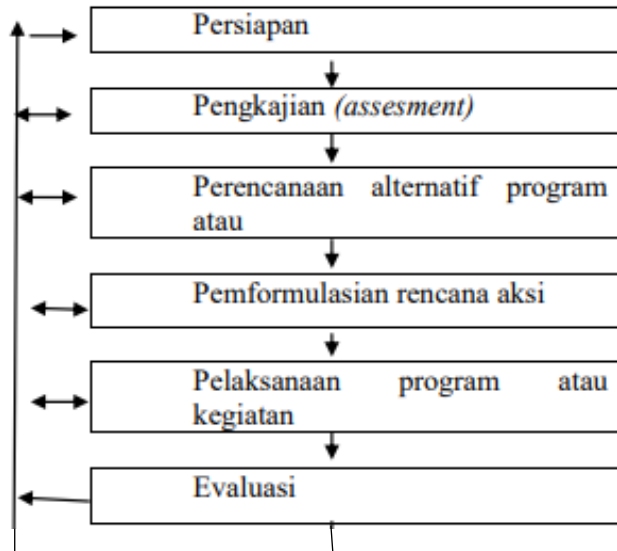 Persiapan
Pengkajian (assesment)
Perencanaan alternatif program
atau
Pemformulasian rencana aksi
Pelaksanaan program atau
kegiatan
Evaluasi